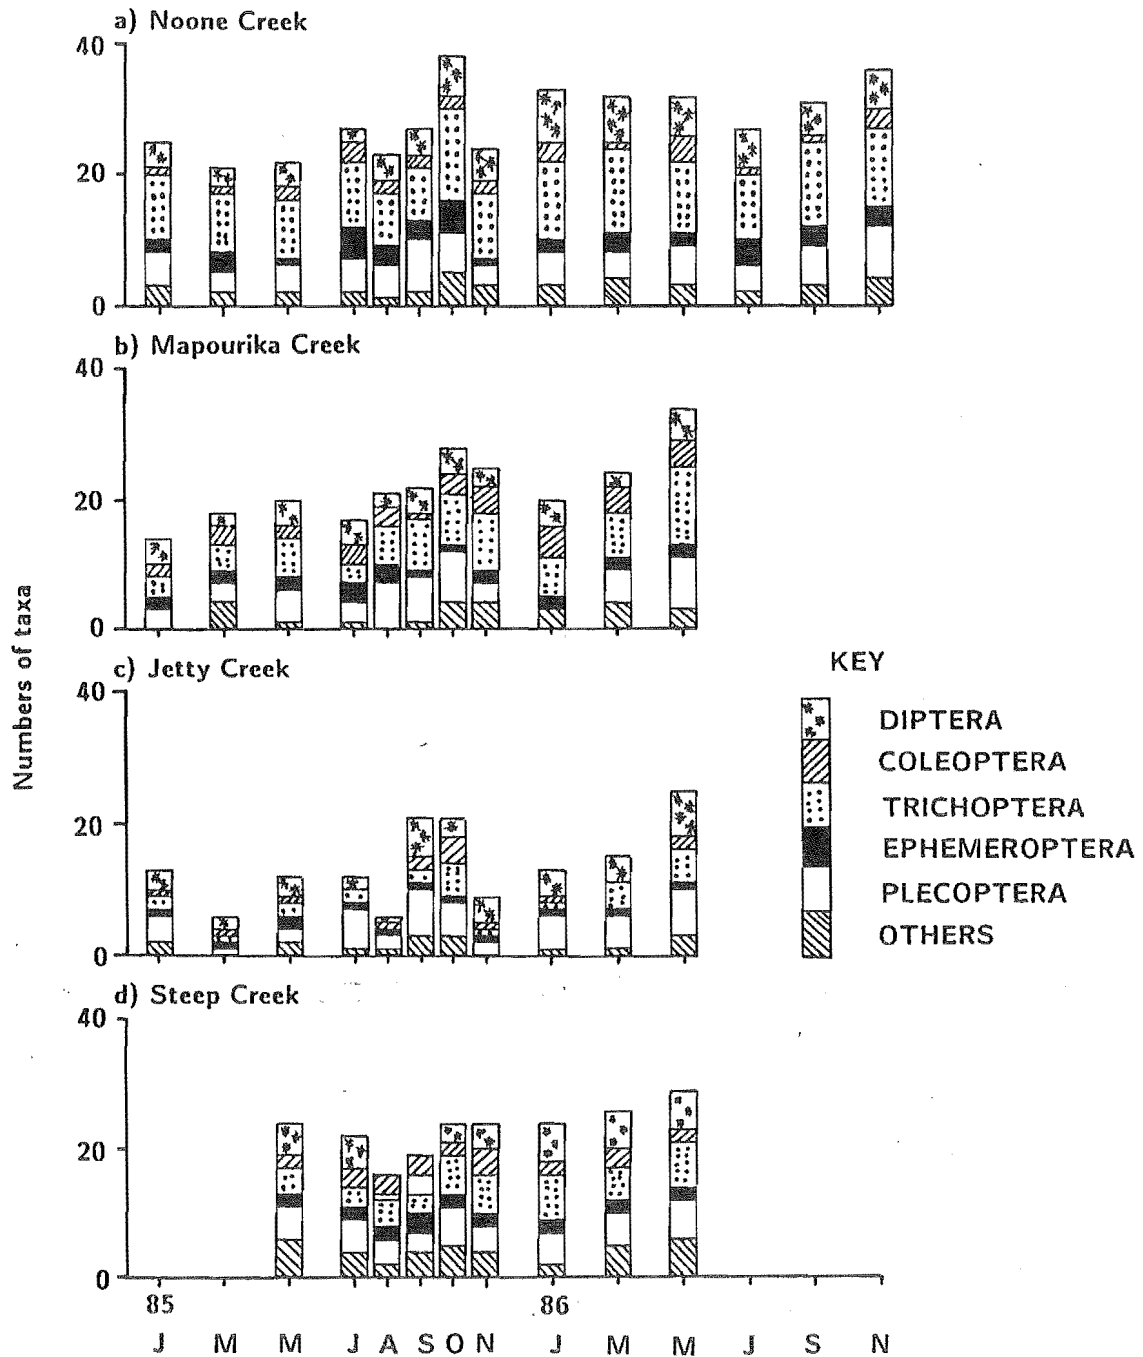 a) Noone Creek
40
20
0
b) Mapourika Creek
40
20
0
c) Jetty Creek
40
20
0
d) Steep Creek
40
20
0
Numbers of taxa
KEY
DIPTERA
COLEOPTERA
TRICHOPTERA
EPHEMEROPTERA
PLECOPTERA
OTHERS
85 86
J M M J A S O N J M M J S N